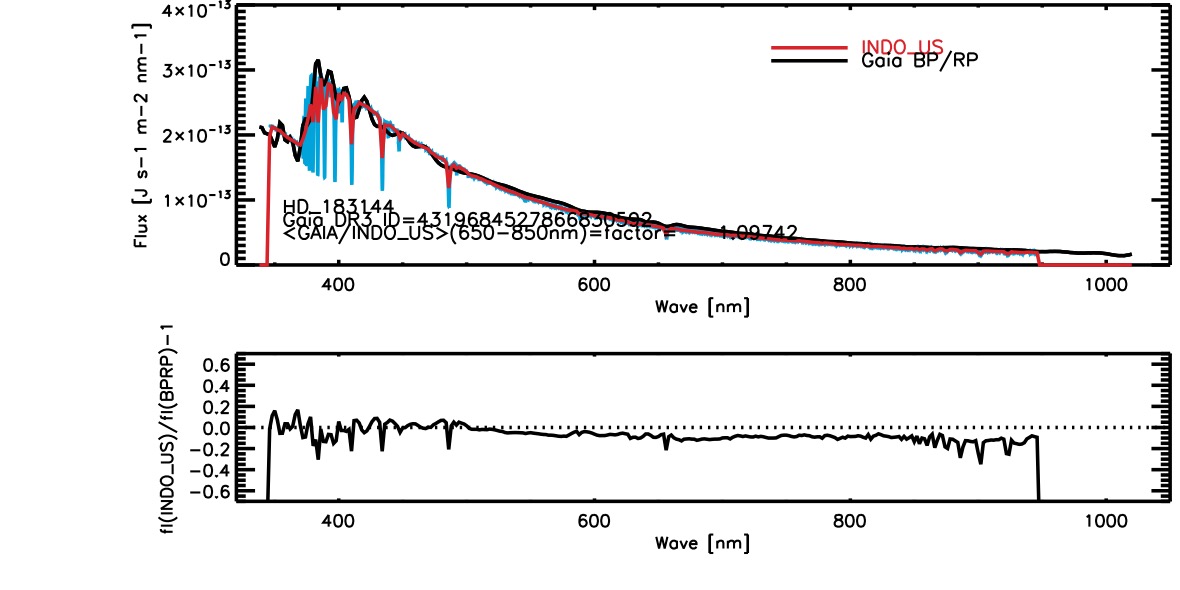 4×10−13
3×10−13
2×10−13
1×10−13
0
Flux [J s−1 m−2 nm−1]
INDO_US
Gaia BP/RP
HD_183144
Gaia DR3 ID=4319684527866830592
<GAIA/INDO_US>(650−850nm)=factor= 1.09742
400 600 800 1000
Wave [nm]
fl(INDO_US)/fl(BPRP)−1
0.6
0.4
0.2
0.0
−0.2
−0.4
−0.6
400 600 800 1000
Wave [nm]